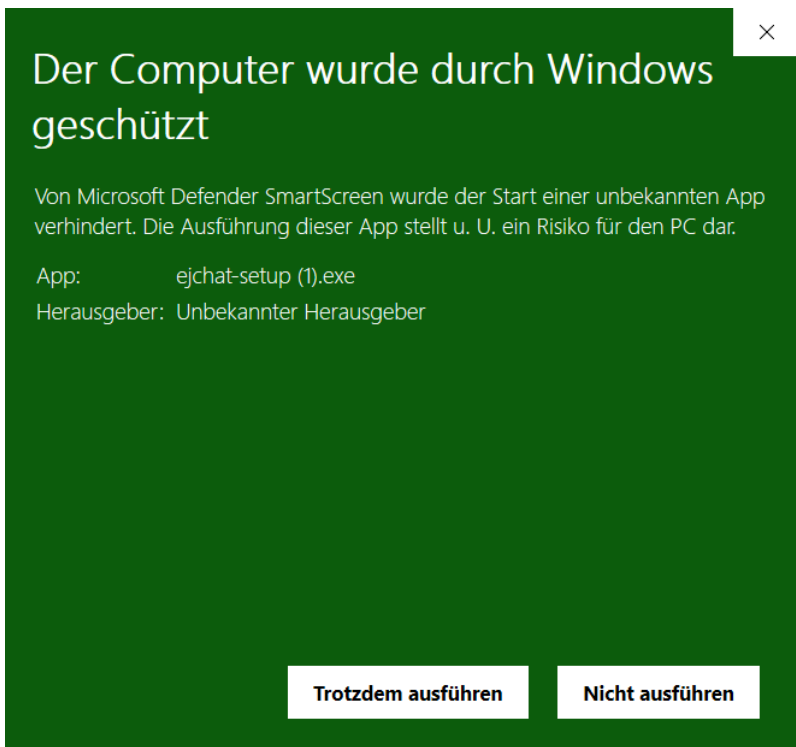 Der Computer wurde durch Windows
geschützt
Von Microsoft Defender SmartScreen wurde der Start einer unbekannten App
verhindert. Die Ausführung dieser App stellt u. U. ein Risiko für den PC dar.
App: ejchat-setup (1).exe
Herausgeber: Unbekannter Herausgeber
Trotzdem ausführen Nicht ausführen